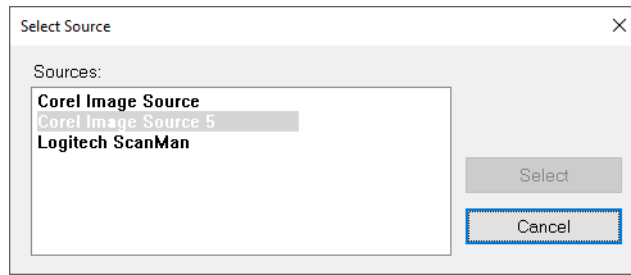 Select Source
Sources:
Corel Image Source
Corel Image Source 5
Logitech ScanMan
Select
Cancel